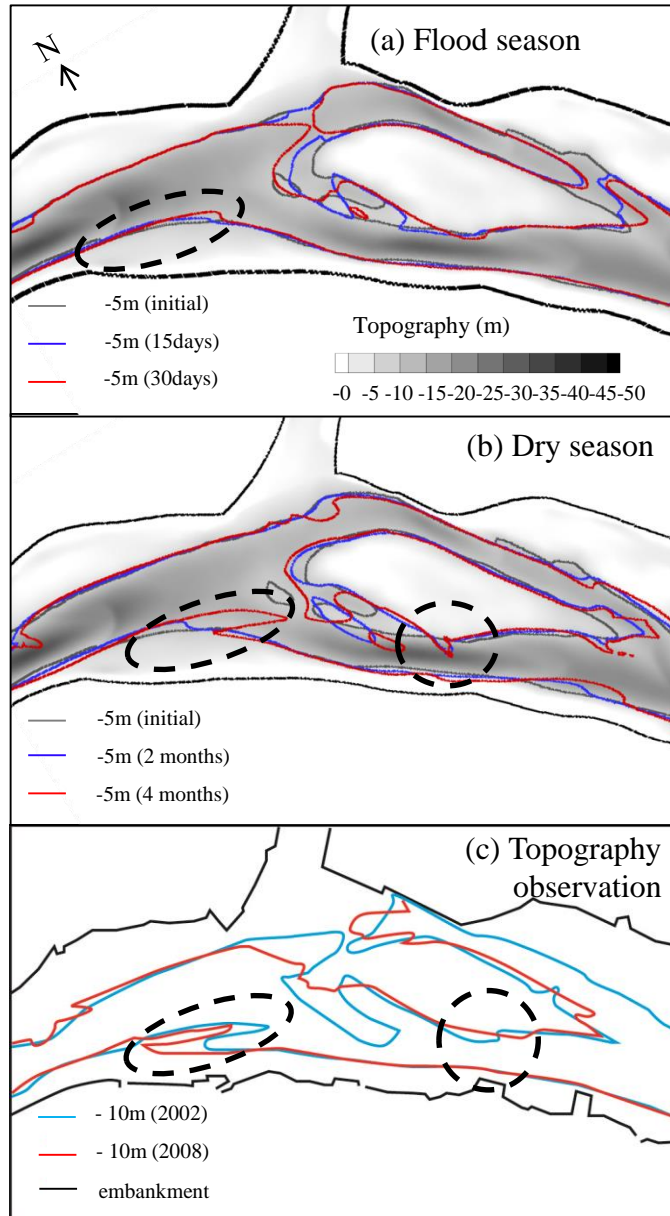 N
(a) Flood season
-5m (initial)
-5m (15days)
-5m (30days)
Topography (m)
-0 -5 -10 -15 -20 -25 -30 -35 -40 -45 -50
(b) Dry season
-5m (initial)
-5m (2 months)
-5m (4 months)
(c) Topography
observation
- 10m (2002)
- 10m (2008)
embankment